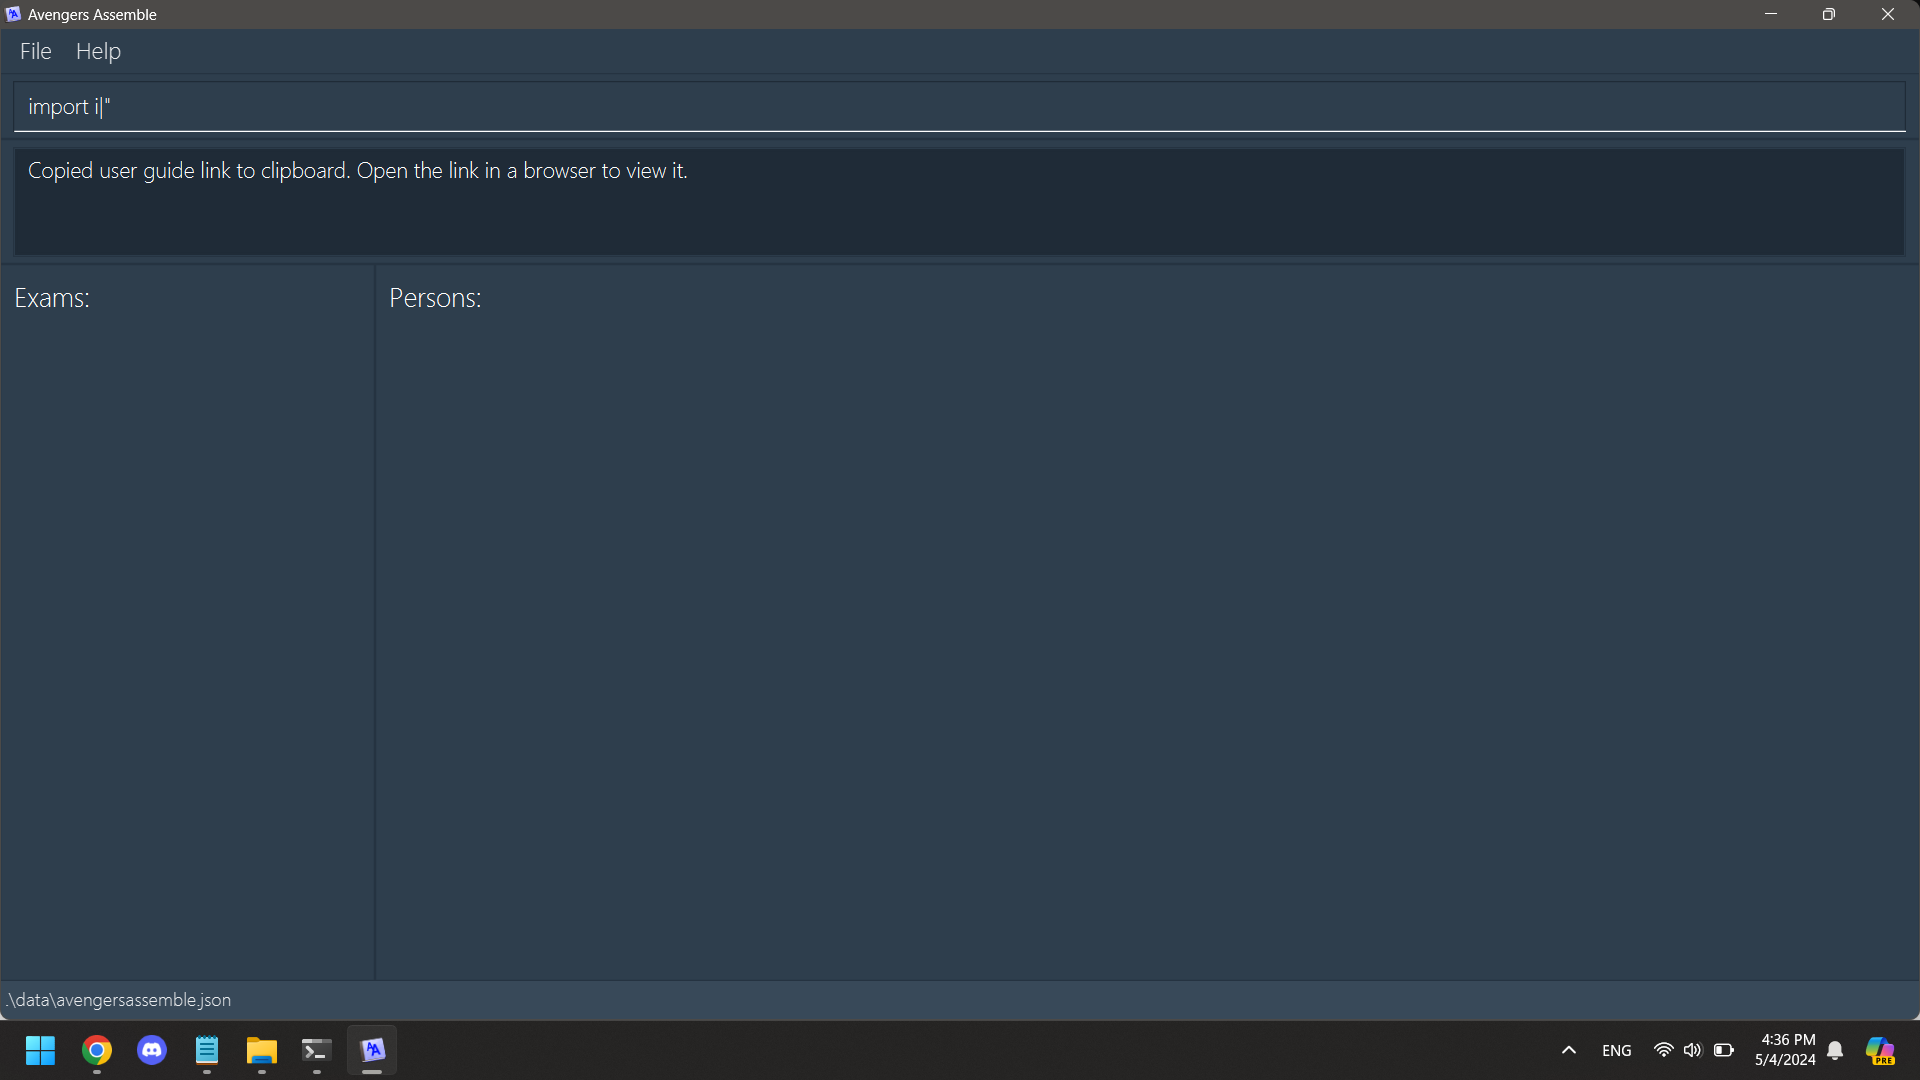 Avengers Assemble
File Help
import i"
Copied user guide link to clipboard. Open the link in a browser to view it.
Exams:
Persons:
.\data\avengersassemble.json
ENG
4:36 PM
5/4/2024
PRE